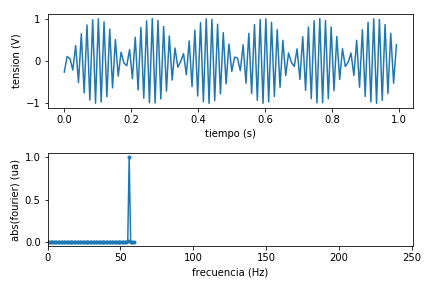 1
0
−1
tension (V)
0.0 0.2 0.4 0.6 0.8 1.0
tiempo (s)
1.0
0.5
0.0
abs(fourier) (ua)
0 50 100 150 200 250
frecuencia (Hz)